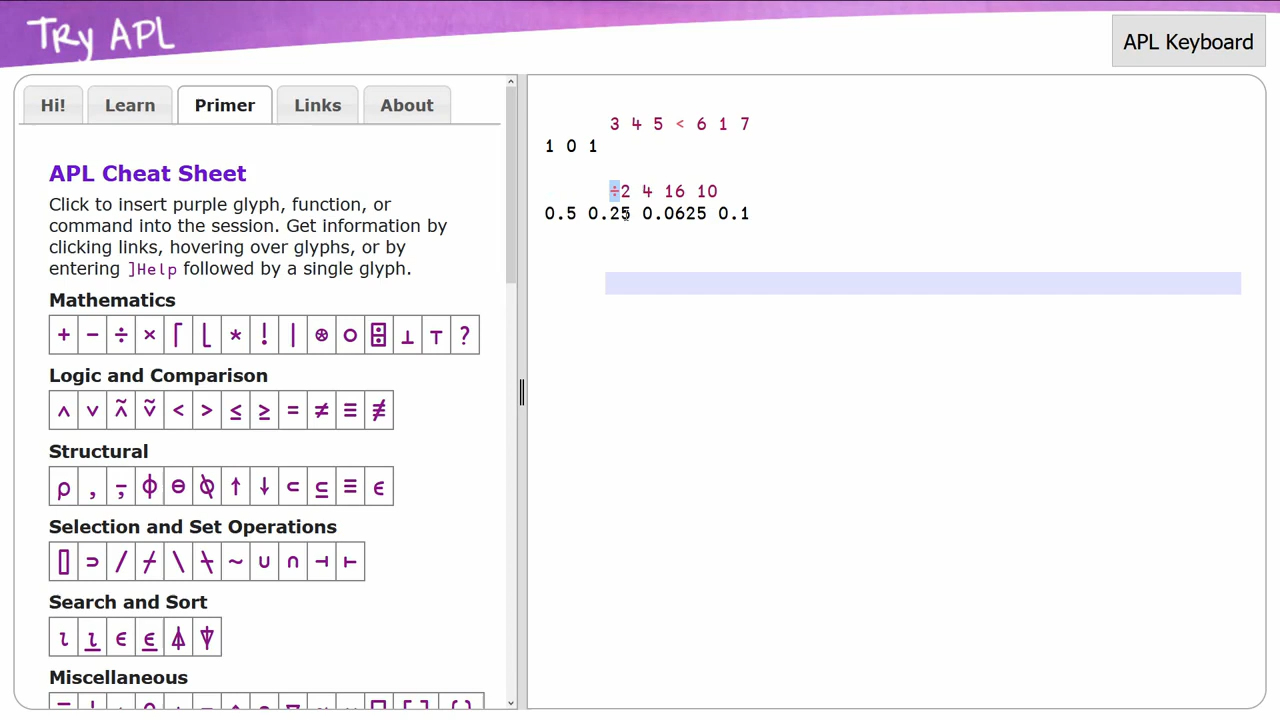 Try APL
APL Keyboard
Hi! Learn Primer Links About
APL Cheat Sheet
Click to insert purple glyph, function, or
command into the session. Get information by
clicking links, hovering over glyphs, or by
entering ]Help followed by a single glyph.
Mathematics
+ − ÷ × ⌈ ⌊ * ! | ⍟ ○ ⌹ ⊥ ⊤ ?
Logic and Comparison
∧ ∨ ⍲ ⍱ < > ≤ ≥ = ≠ ≡ ≢
Structural
⍴ , ⍪ ⌽ ⊖ ⍉ ↑ ↓ ⊂ ⊆ ≡ ∊
Selection and Set Operations
⌷ ⊃ / ⌿ \ ⍀ ~ ∪ ∩ ⊣ ⊢
Search and Sort
⍳ ⍸ ∊ ⍷ ⍋ ⍒
Miscellaneous
3 4 5 < 6 1 7
1 0 1
÷2 4 16 10
0.5 0.25 0.0625 0.1